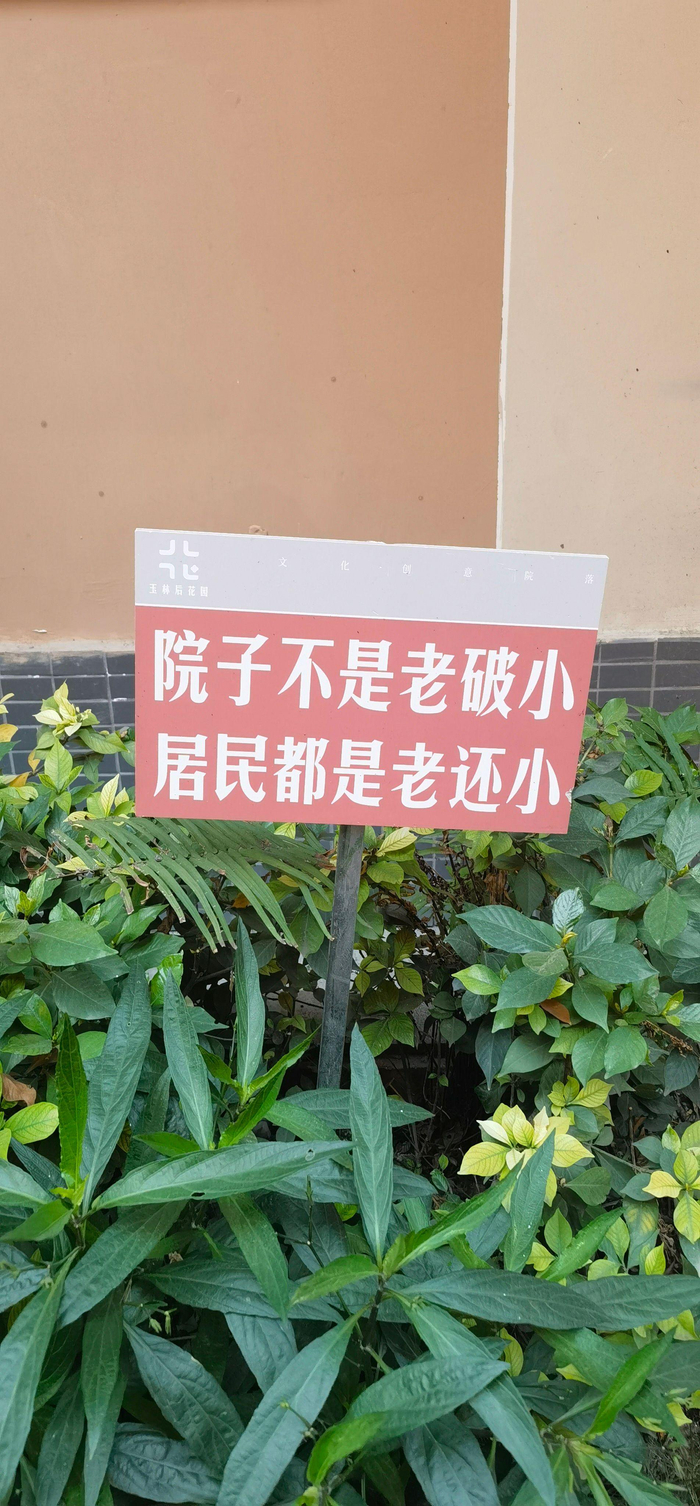 文化创意院落
玉林后花园
院子不是老破小
居民都是老还小